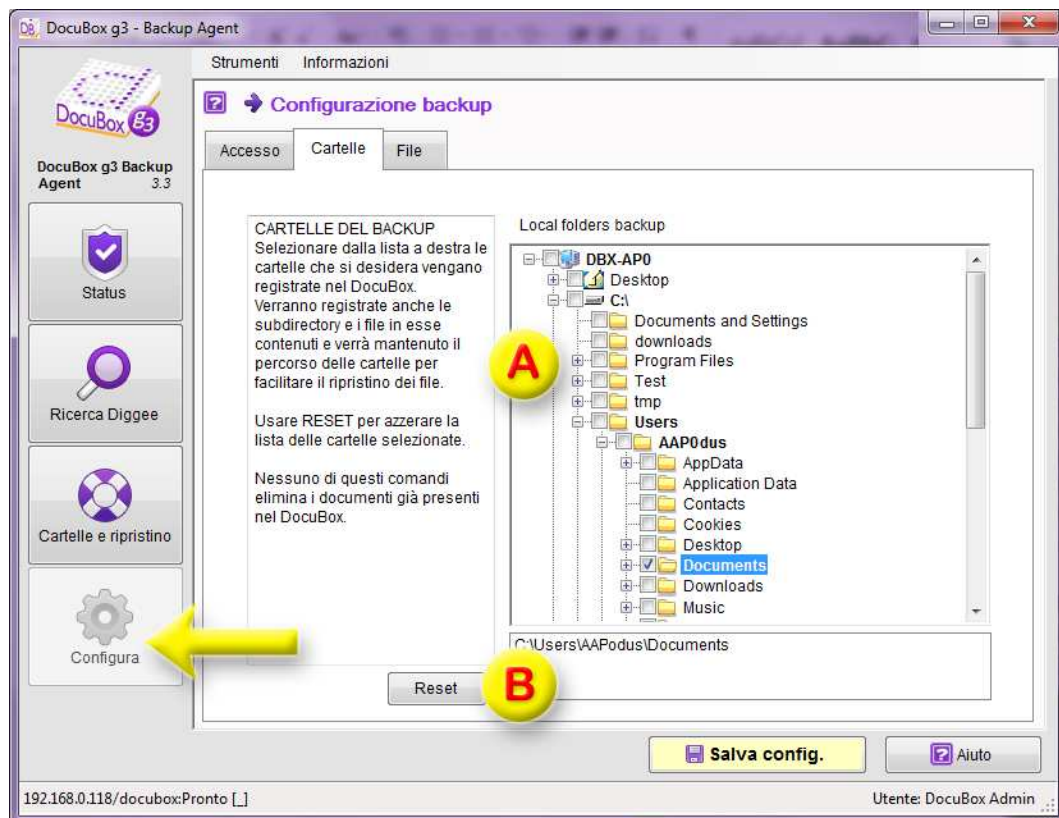 DocuBox g3 - Backup Agent
Strumenti Informazioni
DocuBox g3
Configurazione backup
DocuBox g3 Backup
Agent 3.3
Accesso Cartelle File
Status
Ricerca Diggee
Cartelle e ripristino
Configura
CARTELLE DEL BACKUP
Selezionare dalla lista a destra le
cartelle che si desidera vengano
registrate nel DocuBox.
Verranno registrate anche le
subdirectory e i file in esse
contenuti e verrà mantenuto il
percorso delle cartelle per
facilitare il ripristino dei file.
Usare RESET per azzerare la
lista delle cartelle selezionate.
Nessuno di questi comandi
elimina i documenti già presenti
nel DocuBox.
Local folders backup
DBX-AP0
Desktop
C:\
Documents and Settings
downloads
Program Files
Test
tmp
Users
AAP0dus
AppData
Application Data
Contacts
Cookies
Desktop
Documents
Downloads
Music
A
C:\Users\AAPodus\Documents
Reset
B
Salva config.
Aiuto
192.168.0.118/docubox:Pronto [_]
Utente: DocuBox Admin